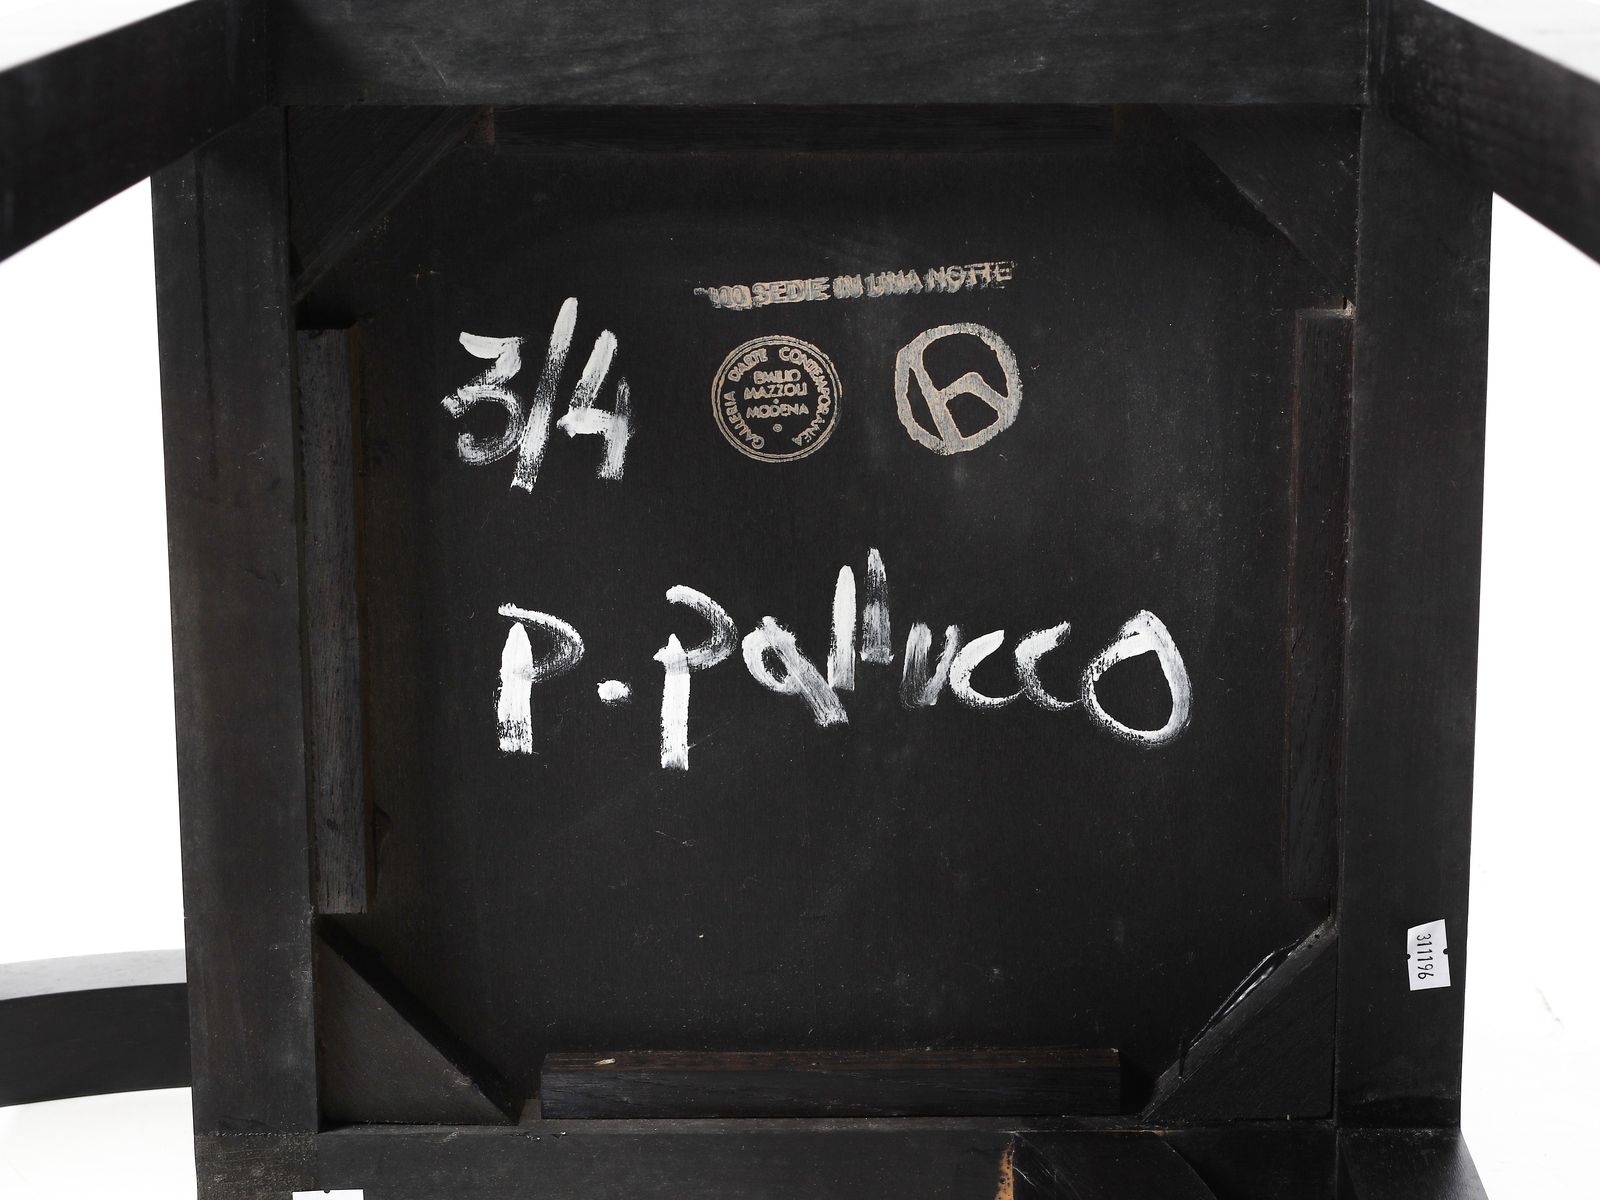 100 SEDIE IN UNA NOTTE
3/4
GALLERIA D'ARTE CONTEMPORANEA
EMILIO
MAZZOLI
MODENA
©
P. Pallucco
311196